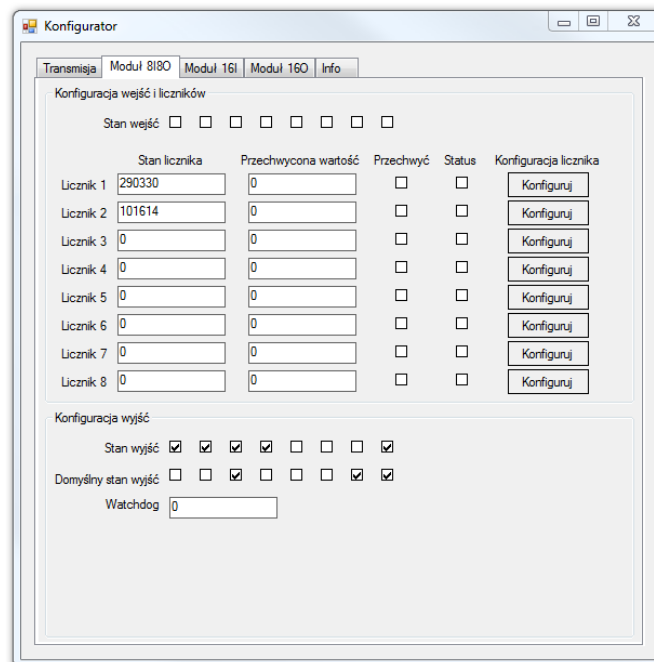 Konfigurator
Transmisja Moduł 8I8O Moduł 16I Moduł 16O Info
Konfiguracja wejść i liczników
Stan wejść
Stan licznika Przechwycona wartość Przechwyć Status Konfiguracja licznika
Licznik 1 290330 0 Konfiguruj
Licznik 2 101614 0 Konfiguruj
Licznik 3 0 0 Konfiguruj
Licznik 4 0 0 Konfiguruj
Licznik 5 0 0 Konfiguruj
Licznik 6 0 0 Konfiguruj
Licznik 7 0 0 Konfiguruj
Licznik 8 0 0 Konfiguruj
Konfiguracja wyjść
Stan wyjść
Domyślny stan wyjść
Watchdog 0